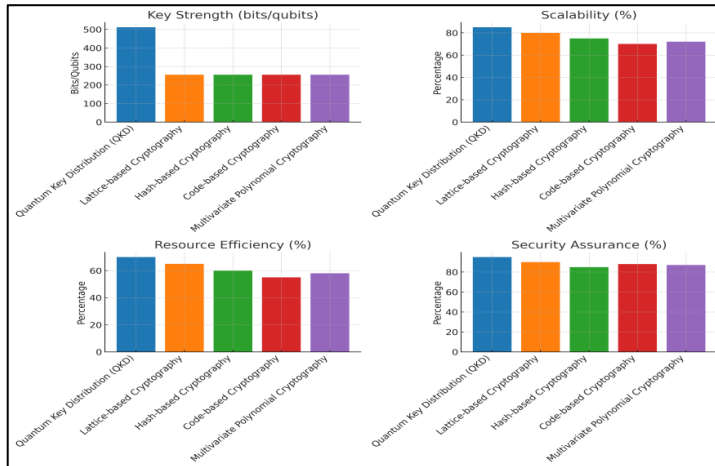 Key Strength (bits/qubits)
Bits/Qubits
500
400
300
200
100
0
Quantum Key Distribution (QKD)
Lattice-based Cryptography
Hash-based Cryptography
Code-based Cryptography
Multivariate Polynomial Cryptography
Scalability (%)
Percentage
80
60
40
20
0
Quantum Key Distribution (QKD)
Lattice-based Cryptography
Hash-based Cryptography
Code-based Cryptography
Multivariate Polynomial Cryptography
Resource Efficiency (%)
Percentage
60
40
20
0
Quantum Key Distribution (QKD)
Lattice-based Cryptography
Hash-based Cryptography
Code-based Cryptography
Multivariate Polynomial Cryptography
Security Assurance (%)
Percentage
80
60
40
20
0
Quantum Key Distribution (QKD)
Lattice-based Cryptography
Hash-based Cryptography
Code-based Cryptography
Multivariate Polynomial Cryptography